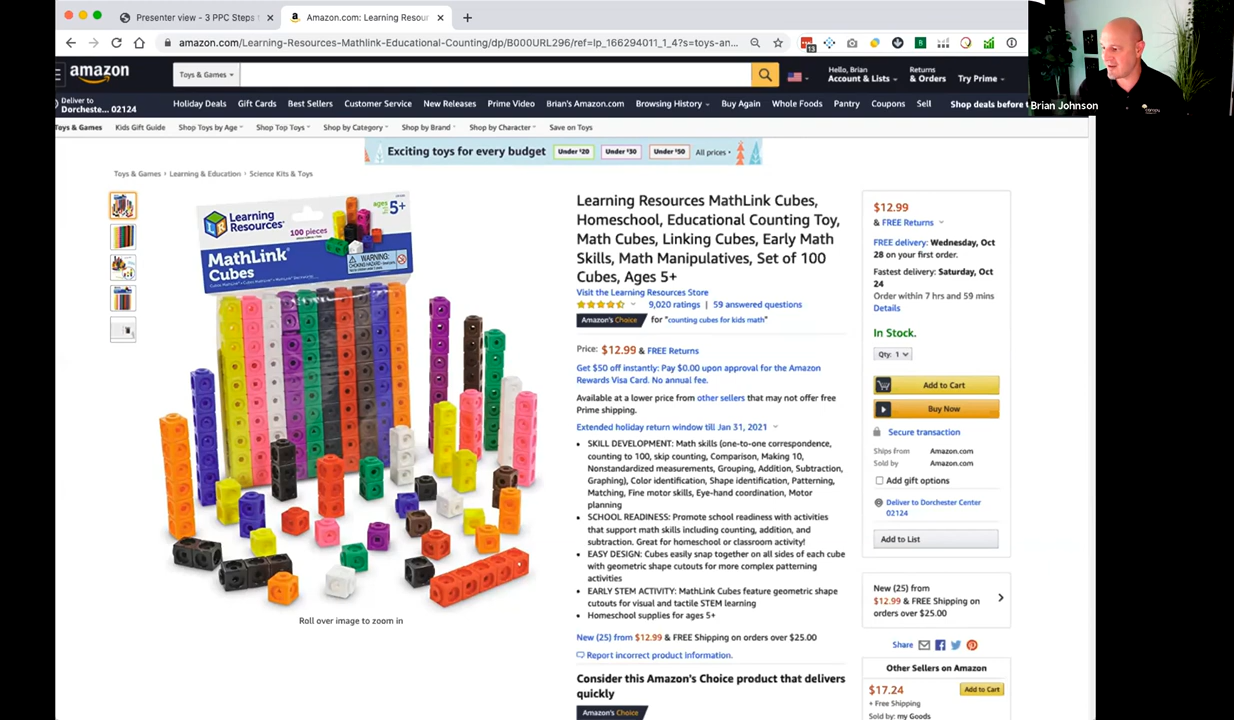 Presenter view - 3 PPC Steps
Amazon.com: Learning Resou
amazon.com/Learning-Resources-Mathlink-Educational-Counting/dp/B000URL296/ref=lp_166294011_1_4?s=toys-an...
13
Brian Johnson
amazon
Toys & Games
Hello, Brian
Account & Lists
Returns
& Orders
Try Prime
Deliver to
Dorcheste... 02124
Holiday Deals Gift Cards Best Sellers Customer Service New Releases Prime Video Brian's Amazon.com Browsing History Buy Again Whole Foods Pantry Coupons Sell Shop deals before
Toys & Games Kids Gift Guide Shop Toys by Age Shop Top Toys Shop by Category Shop by Brand Shop by Character Save on Toys
Exciting toys for every budget Under $20 Under $30 Under $50 All prices
Toys & Games › Learning & Education › Science Kits & Toys
Learning
Resources
100 pieces
ages
5+
MathLink
Cubes
WARNING:
Roll over image to zoom in
Learning Resources MathLink Cubes,
Homeschool, Educational Counting Toy,
Math Cubes, Linking Cubes, Early Math
Skills, Math Manipulatives, Set of 100
Cubes, Ages 5+
Visit the Learning Resources Store
9,020 ratings | 59 answered questions
Amazon's Choice for "counting cubes for kids math"
Price: $12.99 & FREE Returns
Get $50 off instantly: Pay $0.00 upon approval for the Amazon
Rewards Visa Card. No annual fee.
Available at a lower price from other sellers that may not offer free
Prime shipping.
Extended holiday return window till Jan 31, 2021
• SKILL DEVELOPMENT: Math skills (one-to-one correspondence,
counting to 100, skip counting, Comparison, Making 10,
Nonstandardized measurements, Grouping, Addition, Subtraction,
Graphing), Color identification, Shape identification, Patterning,
Matching, Fine motor skills, Eye-hand coordination, Motor
planning
• SCHOOL READINESS: Promote school readiness with activities
that support math skills including counting, addition, and
subtraction. Great for homeschool or classroom activity!
• EASY DESIGN: Cubes easily snap together on all sides of each cube
with geometric shape cutouts for more complex patterning
activities
• EARLY STEM ACTIVITY: MathLink Cubes feature geometric shape
cutouts for visual and tactile STEM learning
• Homeschool supplies for ages 5+
New (25) from $12.99 & FREE Shipping on orders over $25.00
Report incorrect product information.
Consider this Amazon's Choice product that delivers
quickly
Amazon's Choice
$12.99
& FREE Returns
FREE delivery: Wednesday, Oct
28 on your first order.
Fastest delivery: Saturday, Oct
24
Order within 7 hrs and 59 mins
Details
In Stock.
Qty: 1
Add to Cart
Buy Now
Secure transaction
Ships from Amazon.com
Sold by Amazon.com
Add gift options
Deliver to Dorchester Center
02124
Add to List
New (25) from
$12.99 & FREE Shipping on
orders over $25.00
Share
Other Sellers on Amazon
$17.24 Add to Cart
+ Free Shipping
Sold by: my Goods